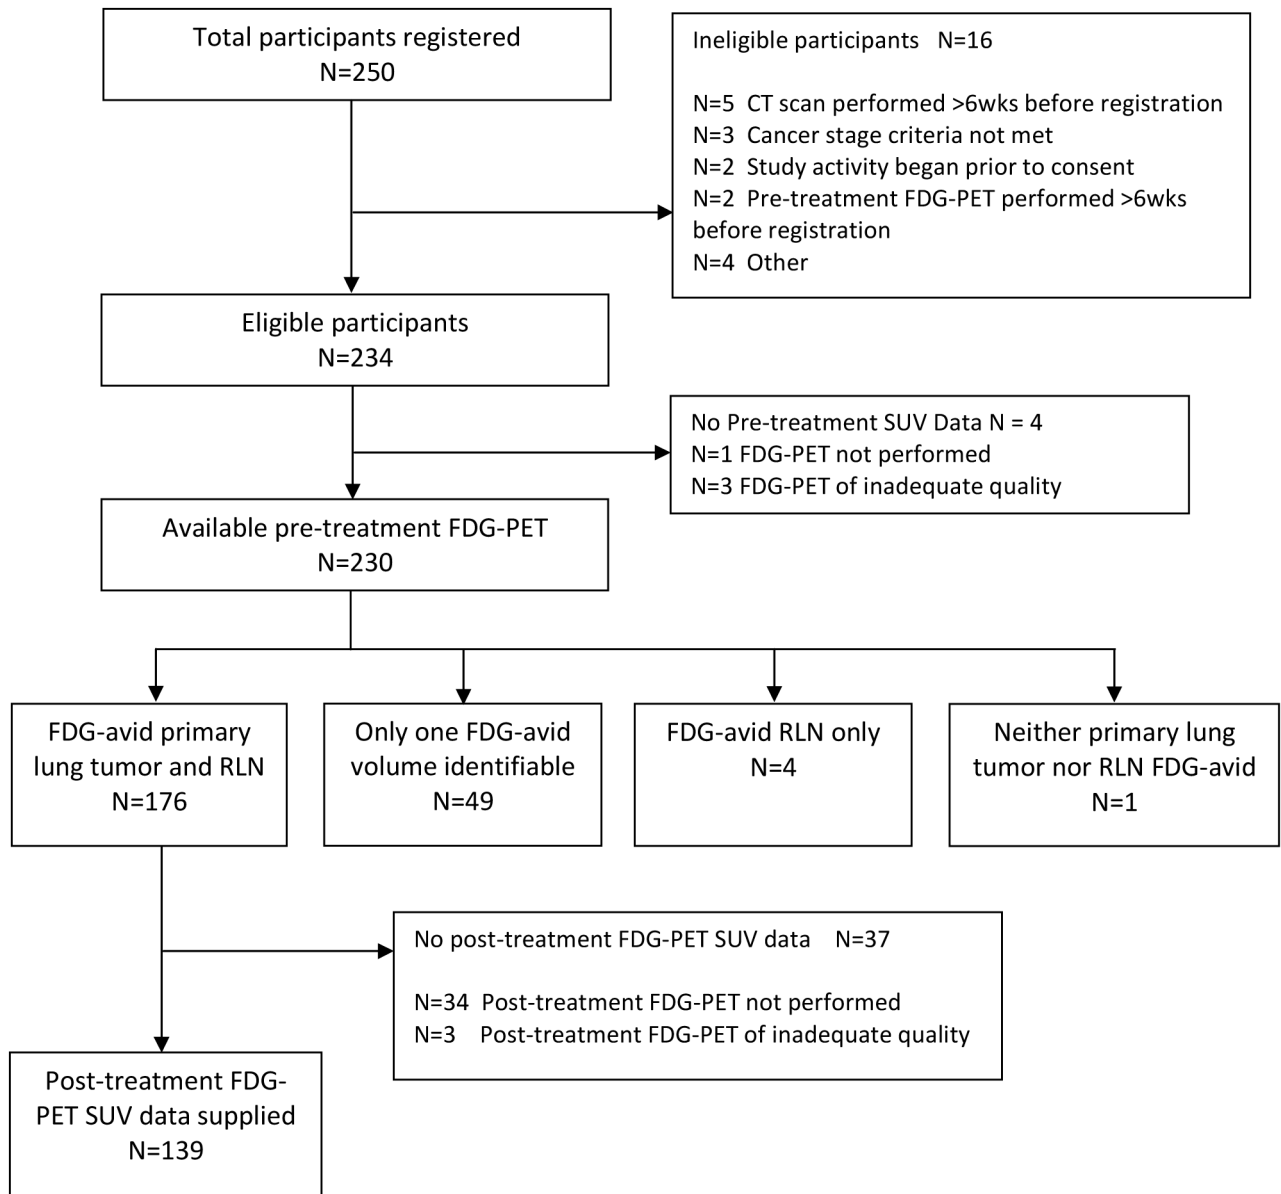 Total participants registered
N=250
Ineligible participants N=16
N=5 CT scan performed >6wks before registration
N=3 Cancer stage criteria not met
N=2 Study activity began prior to consent
N=2 Pre-treatment FDG-PET performed >6wks
before registration
N=4 Other
Eligible participants
N=234
No Pre-treatment SUV Data N = 4
N=1 FDG-PET not performed
N=3 FDG-PET of inadequate quality
Available pre-treatment FDG-PET
N=230
FDG-avid primary
lung tumor and RLN
N=176
Only one FDG-avid
volume identifiable
N=49
FDG-avid RLN only
N=4
Neither primary lung
tumor nor RLN FDG-avid
N=1
No post-treatment FDG-PET SUV data N=37
N=34 Post-treatment FDG-PET not performed
N=3 Post-treatment FDG-PET of inadequate quality
Post-treatment FDG-
PET SUV data supplied
N=139